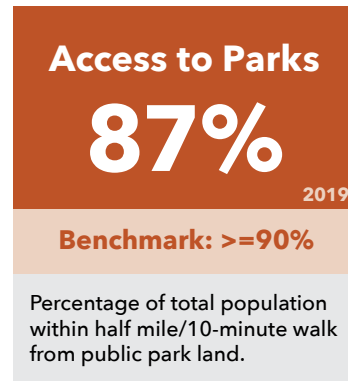 Access to Parks
87%
2019
Benchmark: >=90%
Percentage of total population
within half mile/10-minute walk
from public park land.